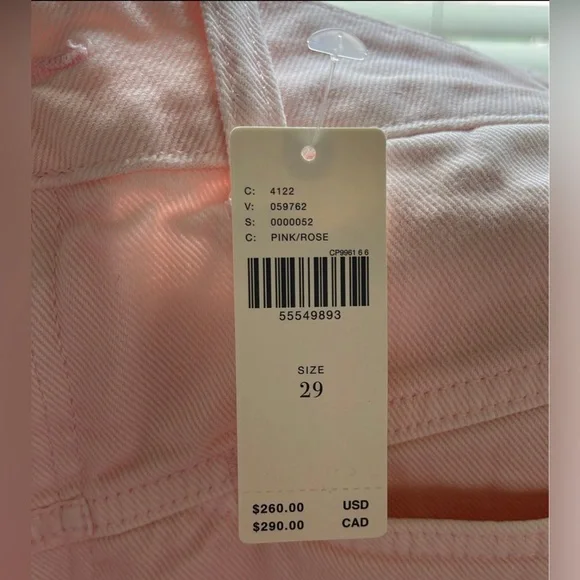 C: 4122
V: 059762
S: 0000052
C: PINK/ROSE
CP9961 6 6
55549893
SIZE
29
$260.00 USD
$290.00 CAD